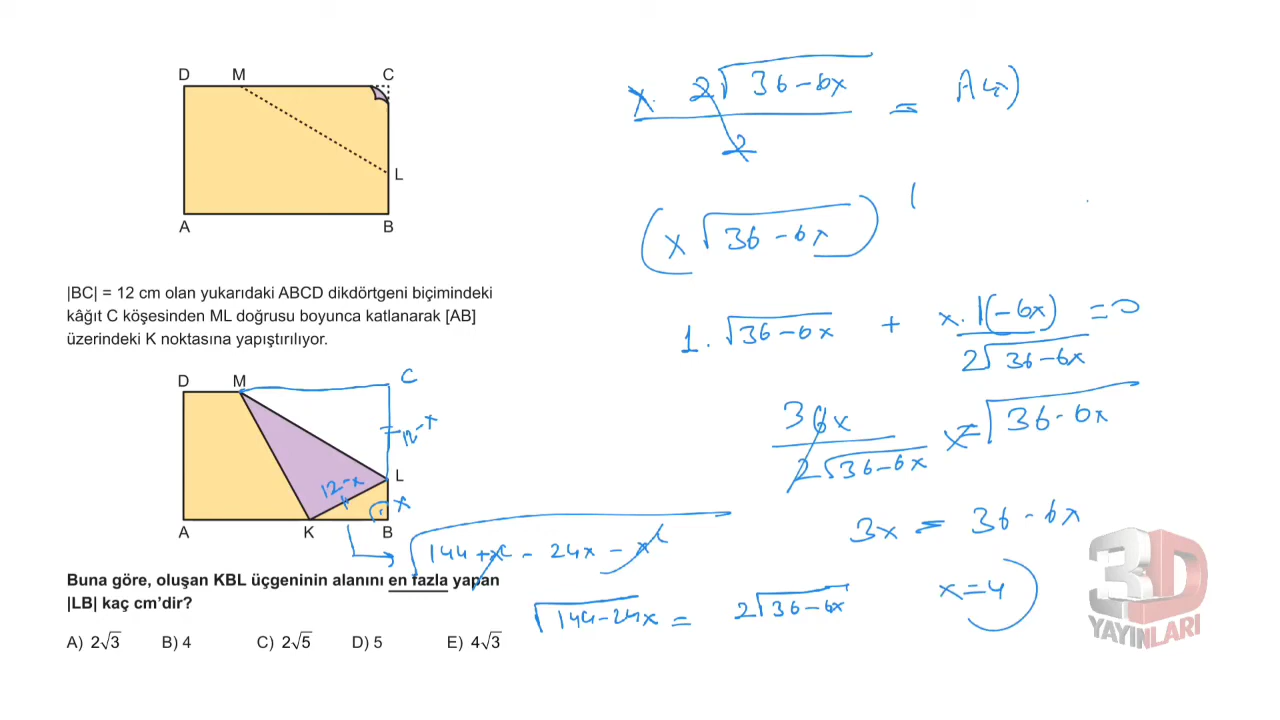 D M C
L
A B
|BC| = 12 cm olan yukarıdaki ABCD dikdörtgeni biçimindeki
kâğıt C köşesinden ML doğrusu boyunca katlanarak [AB]
üzerindeki K noktasına yapıştırılıyor.
D M C
12-x
L
12-x
x
A K B
Buna göre, oluşan KBL üçgeninin alanını en fazla yapan
|LB| kaç cm'dir?
A) 2√3 B) 4 C) 2√5 D) 5 E) 4√3
√(144 + x² - 24x - x²)
√(144-24x) = 2√(36-6x)
x · 2√(36-6x) / 2 = A(x)
(x √(36-6x))'
1 · √(36-6x) + x · 1(-6x) / 2√(36-6x) = 0
36x / 2√(36-6x) = √(36-6x)
3x = 36-6x
x=4
3D
YAYINLARI